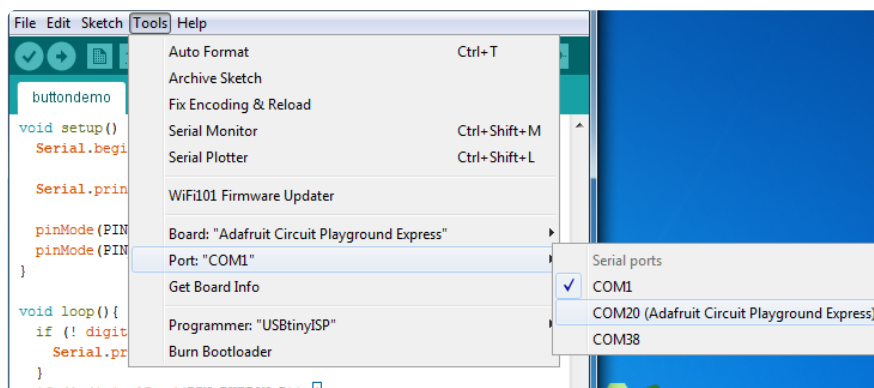 File Edit Sketch Tools Help
Auto Format Ctrl+T
Archive Sketch
buttondemo
Fix Encoding & Reload
void setup()
Serial Monitor Ctrl+Shift+M
Serial.begi
Serial Plotter Ctrl+Shift+L
Serial.prin
WiFi101 Firmware Updater
pinMode(PIN
Board: "Adafruit Circuit Playground Express"
pinMode(PIN
Port: "COM1"
Serial ports
}
Get Board Info
COM1
void loop(){
COM20 (Adafruit Circuit Playground Express)
if (! digit
Programmer: "USBtinyISP"
COM38
Serial.pr
Burn Bootloader
}